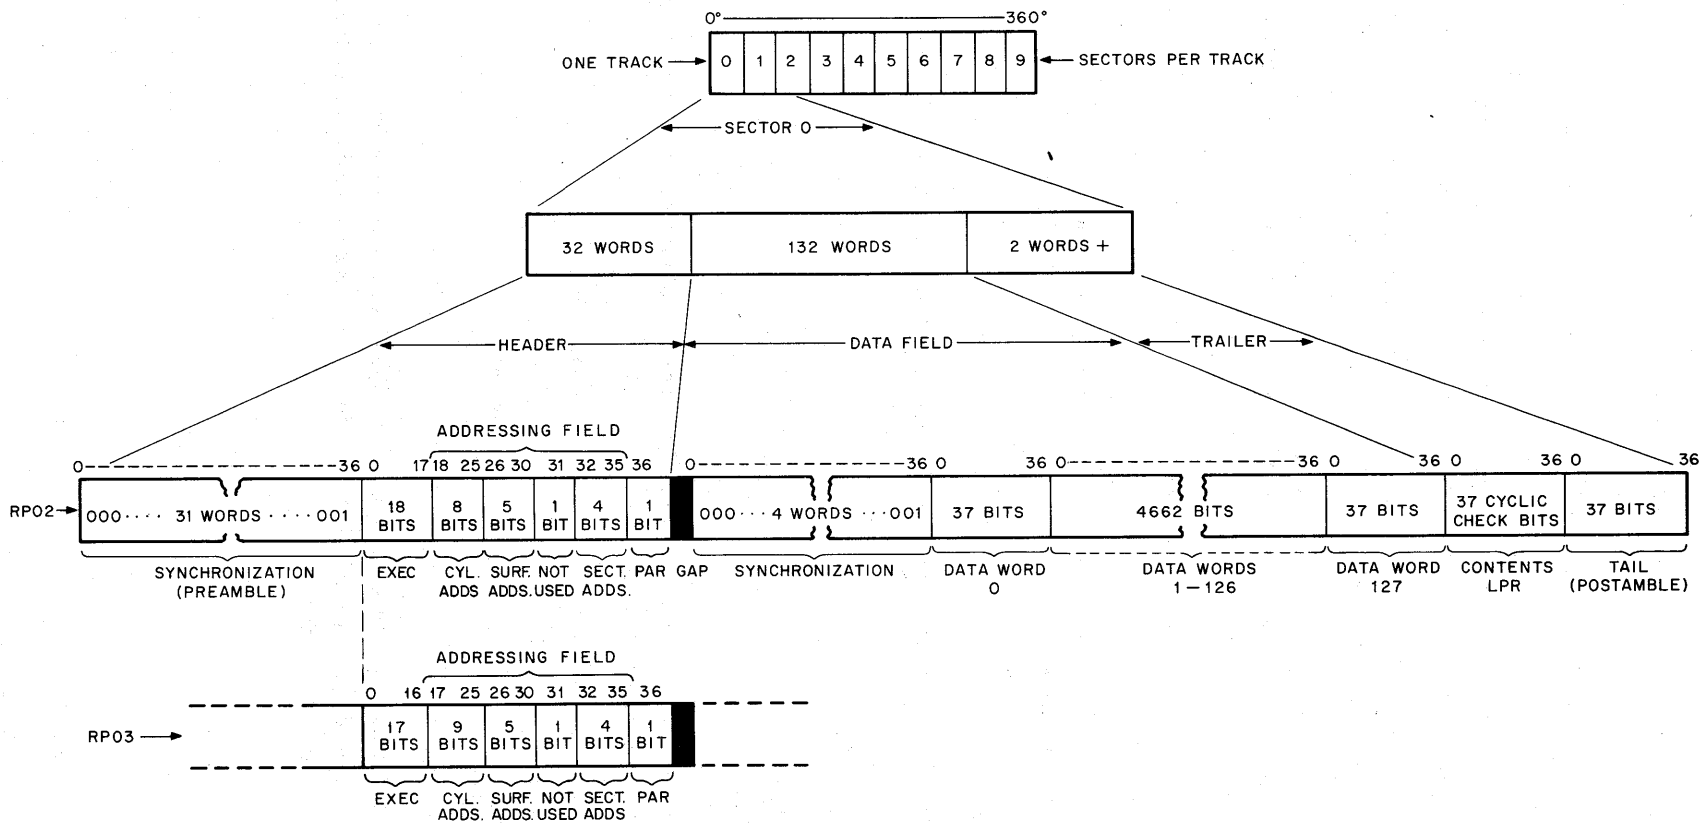 0° 360°
ONE TRACK 0 1 2 3 4 5 6 7 8 9 SECTORS PER TRACK
SECTOR 0
32 WORDS 132 WORDS 2 WORDS +
HEADER DATA FIELD TRAILER
ADDRESSING FIELD
0 36 0 17 18 25 26 30 31 32 35 36 0 36 0 36 0 36 0 36 0 36 0 36
RP02 000···· 31 WORDS ····001 18 BITS 8 BITS 5 BITS 1 BIT 4 BITS 1 BIT 000··· 4 WORDS ···001 37 BITS 4662 BITS 37 BITS 37 CYCLIC CHECK BITS 37 BITS
SYNCHRONIZATION EXEC CYL. SURF. NOT SECT. PAR GAP SYNCHRONIZATION DATA WORD DATA WORDS DATA WORD CONTENTS TAIL
(PREAMBLE) ADDS ADDS. USED ADDS. 0 1–126 127 LPR (POSTAMBLE)
ADDRESSING FIELD
0 16 17 25 26 30 31 32 35 36
RP03 17 BITS 9 BITS 5 BITS 1 BIT 4 BITS 1 BIT
EXEC CYL. SURF. NOT SECT. PAR
ADDS. ADDS. USED ADDS